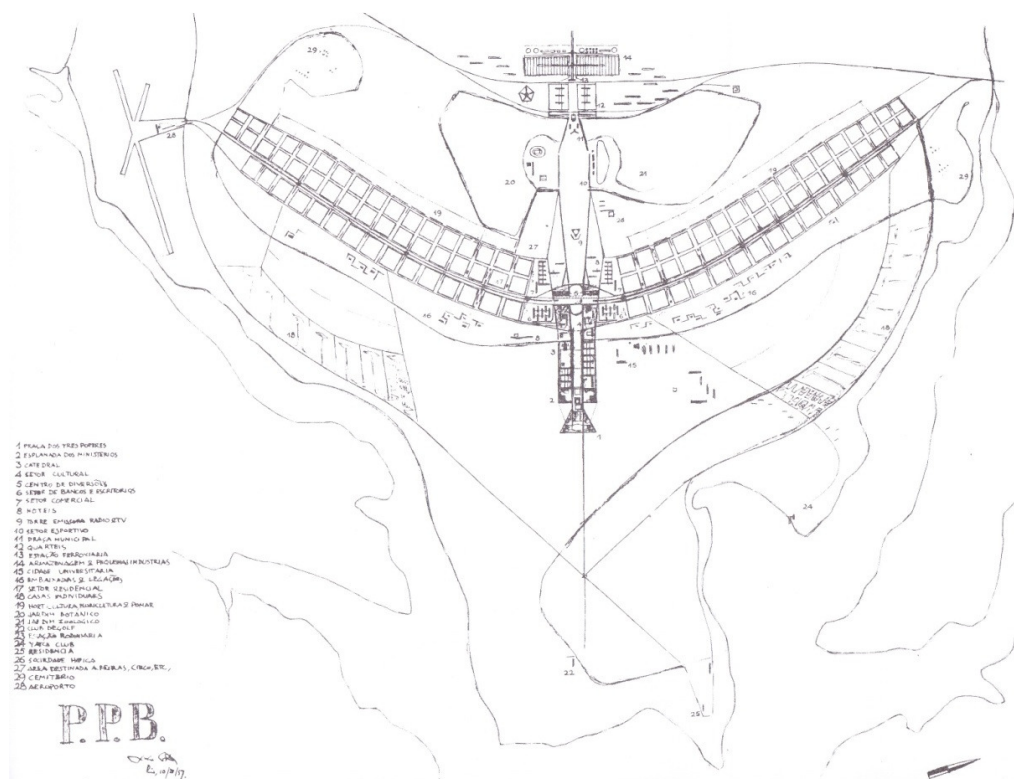 1 PRAÇA DOS TRES PODERES
2 ESPLANADA DOS MINISTÉRIOS
3 CATEDRAL
4 SETOR CULTURAL
5 CENTRO DE DIVERSÕES
6 SETOR DE BANCOS E ESCRITORIOS
7 SETOR COMERCIAL
8 HOTEIS
9 TORRE EMISSORA RADIO & TV
10 SETOR ESPORTIVO
11 PRAÇA MUNICIPAL
12 QUARTEIS
13 ESTAÇÃO FERROVIARIA
14 ARMAZENAGEM & PEQUENAS INDUSTRIAS
15 CIDADE UNIVERSITARIA
16 EMBAIXADAS & LEGAÇÕES
17 SETOR RESIDENCIAL
18 CASAS INDIVIDUAIS
19 HORTICULTURA, FLORICULTURA & POMAR
20 JARDIM BOTANICO
21 JARDIM ZOOLOGICO
22 CLUB DE GOLF
23 ESTAÇÃO RODOVIARIA
24 YATCH CLUB
25 RESIDENCIA
26 SOCIEDADE HIPICA
27 AREA DESTINADA A FEIRAS, CIRCO, ETC,
29 CEMITÉRIO
28 AEROPORTO
P.P.B.